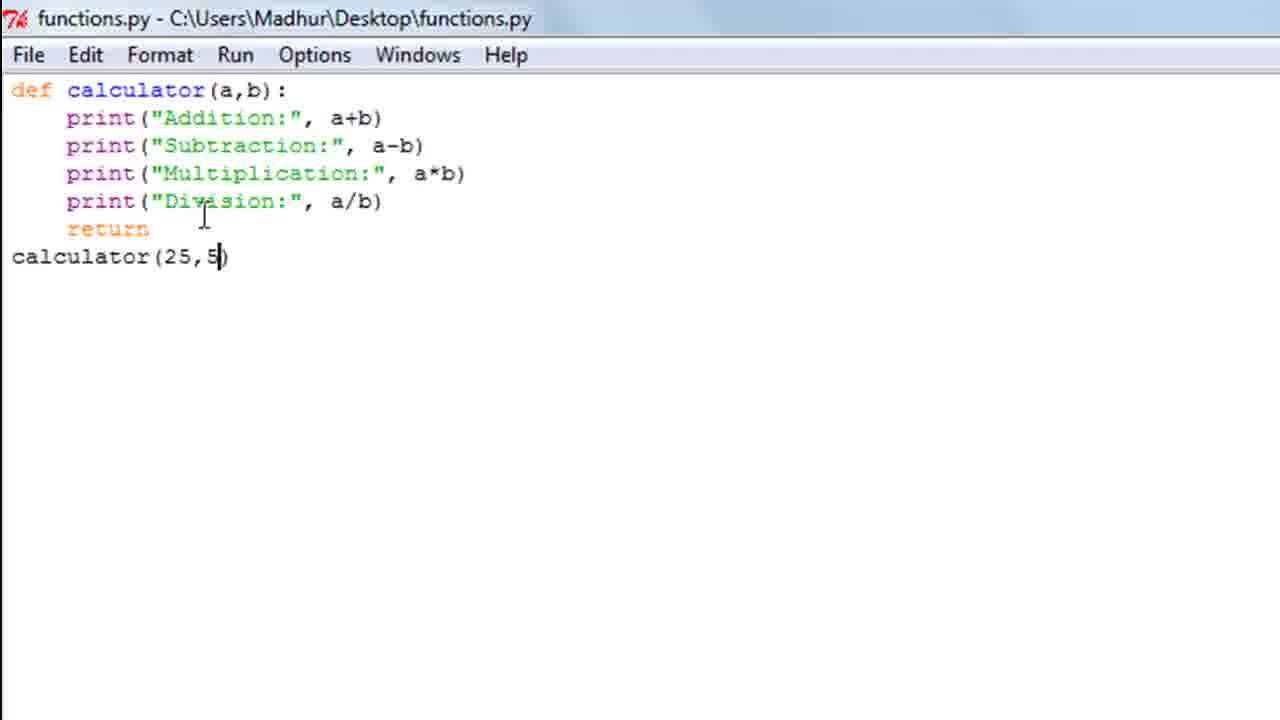 functions.py - C:\Users\Madhur\Desktop\functions.py
File Edit Format Run Options Windows Help
def calculator(a,b):
    print("Addition:", a+b)
    print("Subtraction:", a-b)
    print("Multiplication:", a*b)
    print("Division:", a/b)
    return
calculator(25,5)